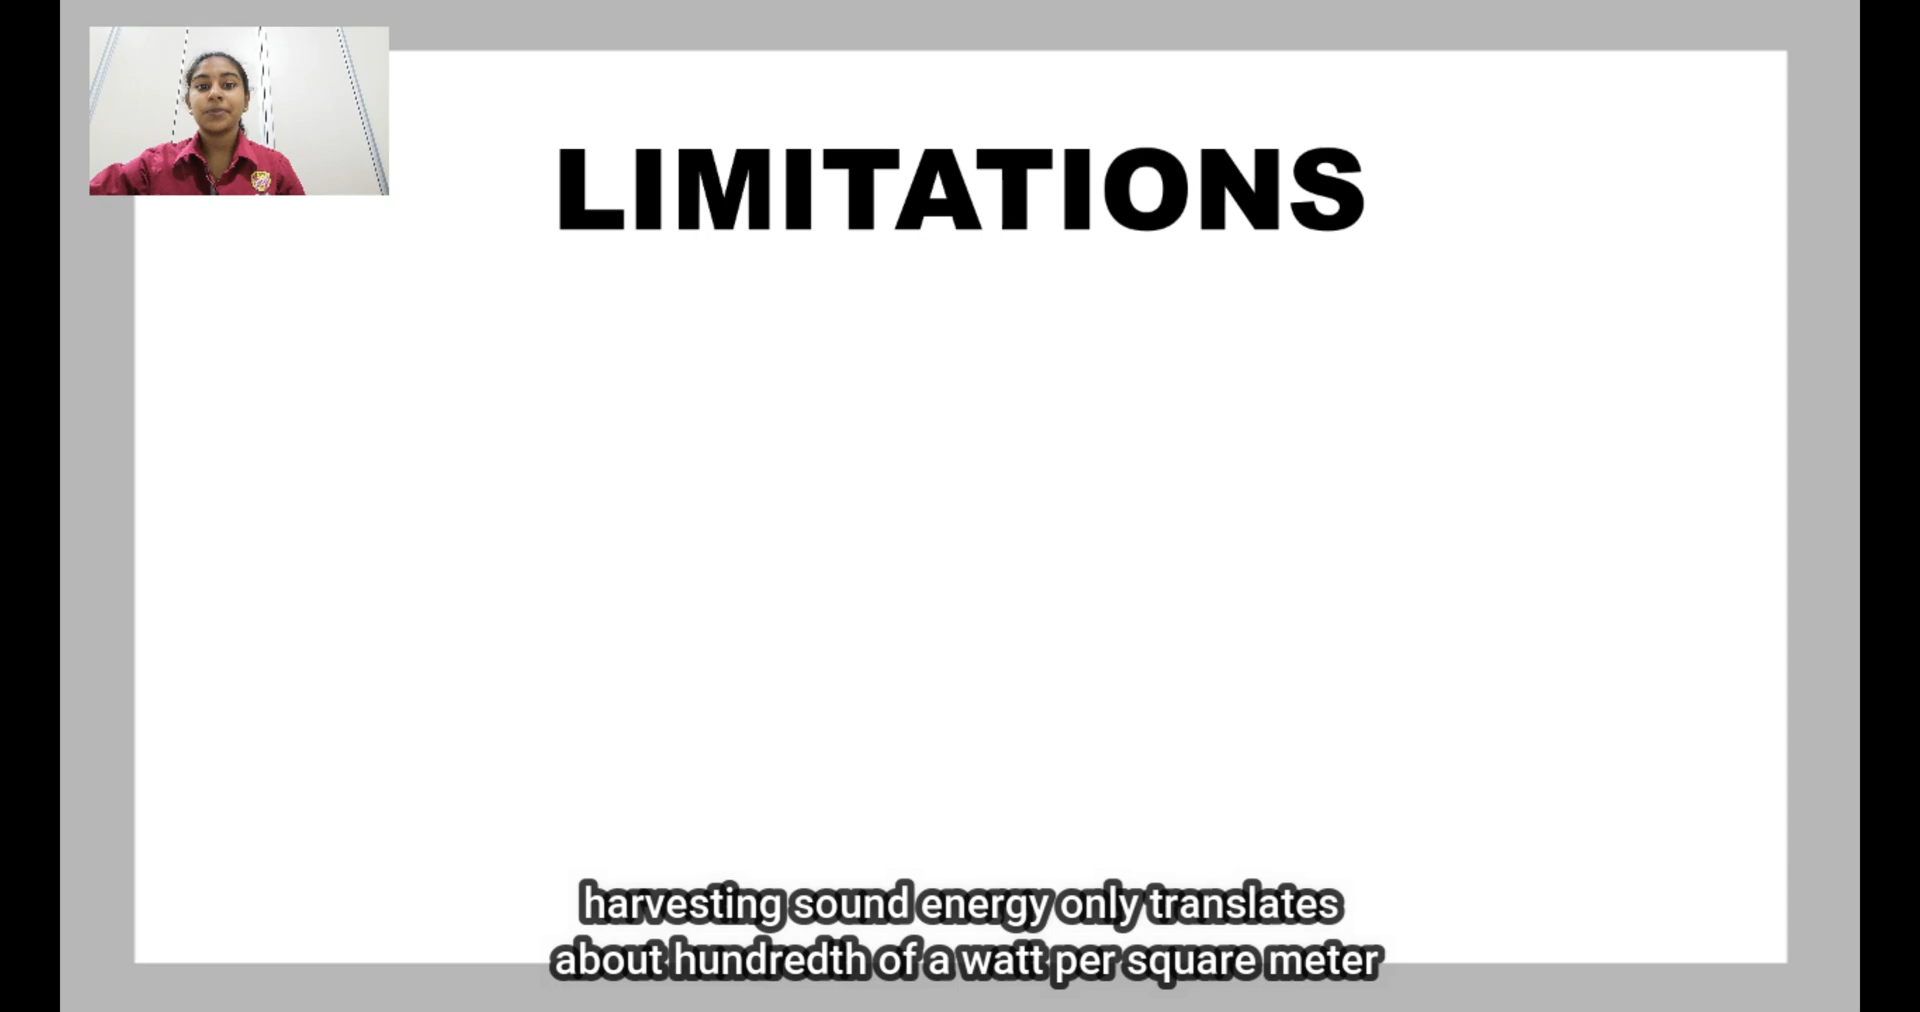 LIMITATIONS
harvesting sound energy only translates
about hundredth of a watt per square meter